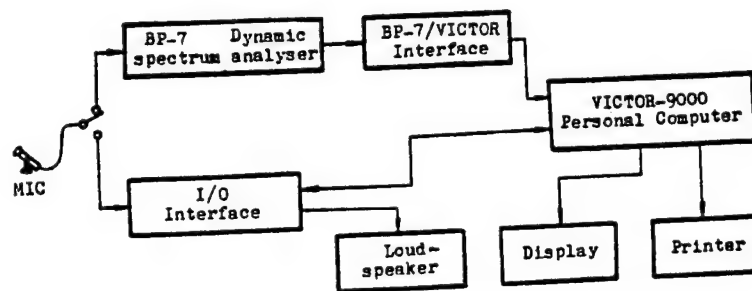 BP-7 Dynamic
spectrum analyser
BP-7/VICTOR
Interface
VICTOR-9000
Personal Computer
MIC
I/O
Interface
Loud-
speaker
Display
Printer